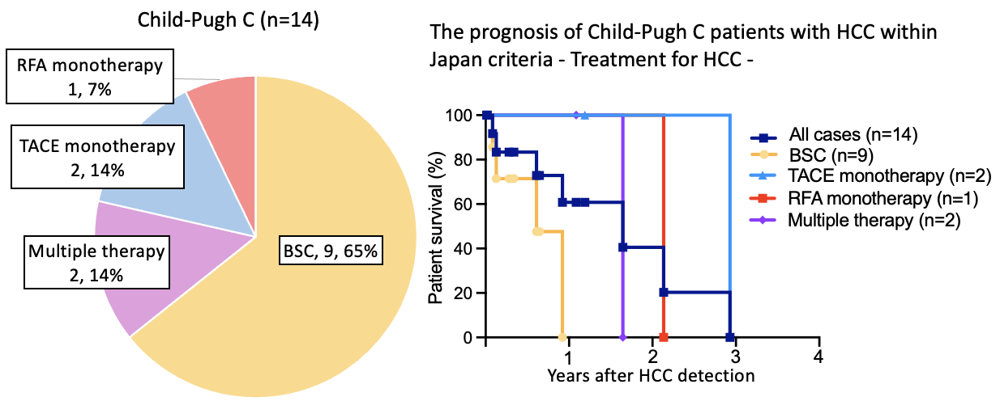 Child-Pugh C (n=14)
RFA monotherapy
1, 7%
TACE monotherapy
2, 14%
Multiple therapy
2, 14%
BSC, 9, 65%
The prognosis of Child-Pugh C patients with HCC within
Japan criteria - Treatment for HCC -
Patient survival (%)
100
80
60
40
20
0
1
2
3
4
Years after HCC detection
All cases (n=14)
BSC (n=9)
TACE monotherapy (n=2)
RFA monotherapy (n=1)
Multiple therapy (n=2)